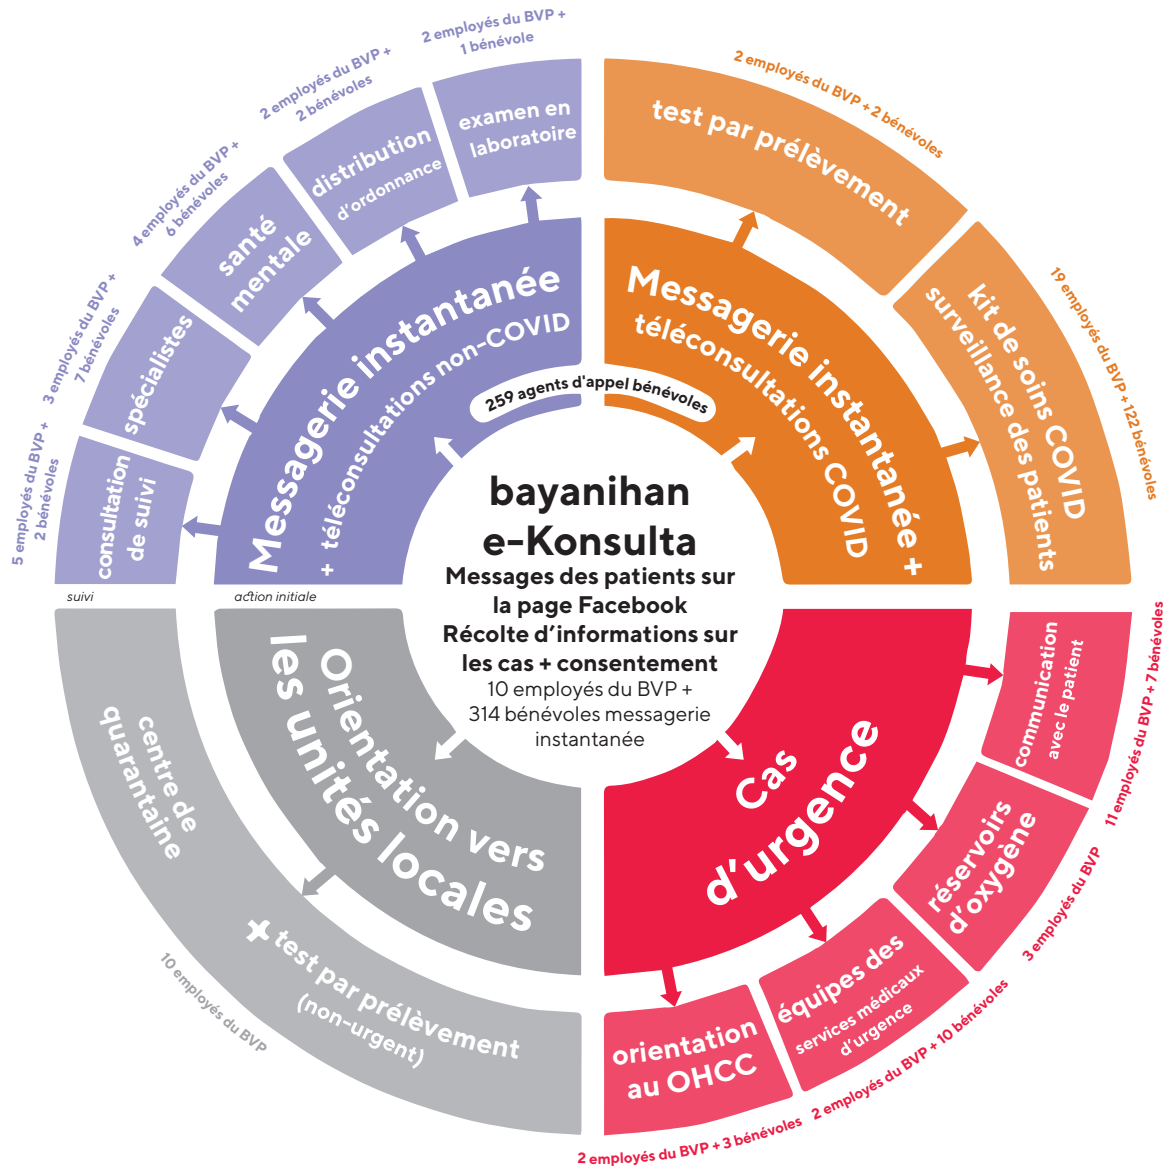 bayanihan
e-Konsulta
Messages des patients sur
la page Facebook
Récolte d’informations sur
les cas + consentement
10 employés du BVP +
314 bénévoles messagerie
instantanée
259 agents d'appel bénévoles
suivi
action initiale
Messagerie instantanée
+ téléconsultations non-COVID
5 employés du BVP +
2 bénévoles
consultation
de suivi
3 employés du BVP +
7 bénévoles
spécialistes
4 employés du BVP +
6 bénévoles
santé
mentale
2 employés du BVP +
2 bénévoles
distribution
d’ordonnance
2 employés du BVP +
1 bénévole
examen en
laboratoire
Messagerie instantanée +
téléconsultations COVID
2 employés du BVP + 2 bénévoles
test par prélèvement
19 employés du BVP + 122 bénévoles
kit de soins COVID
surveillance des patients
Cas
d’urgence
11 employés du BVP + 7 bénévoles
communication
avec le patient
3 employés du BVP
réservoirs
d’oxygène
2 employés du BVP + 10 bénévoles
équipes des
services médicaux
d’urgence
2 employés du BVP + 3 bénévoles
orientation
au OHCC
Orientation vers
les unités locales
centre de
quarantaine
+ test par prélèvement
(non-urgent)
10 employés du BVP